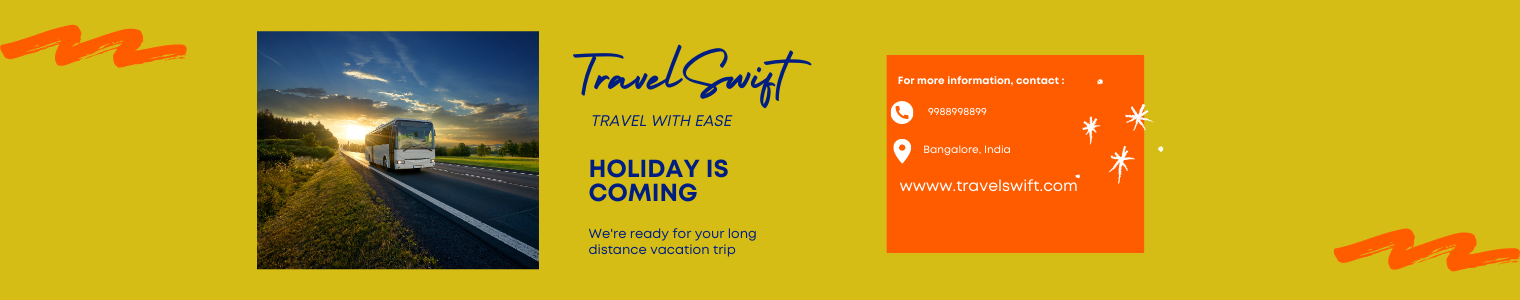 TravelSwift
TRAVEL WITH EASE
HOLIDAY IS
COMING
We're ready for your long
distance vacation trip
For more information, contact :
9988998899
Bangalore, India
wwww.travelswift.com